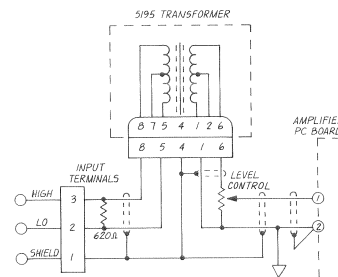 5195 TRANSFORMER
8 7 5 4 1 2 6
8 5 4 1 6
AMPLIFIE
PC BOARD
INPUT
TERMINALS
LEVEL
CONTROL
HIGH 3
1
LO 2
2
620Ω
SHIELD 1